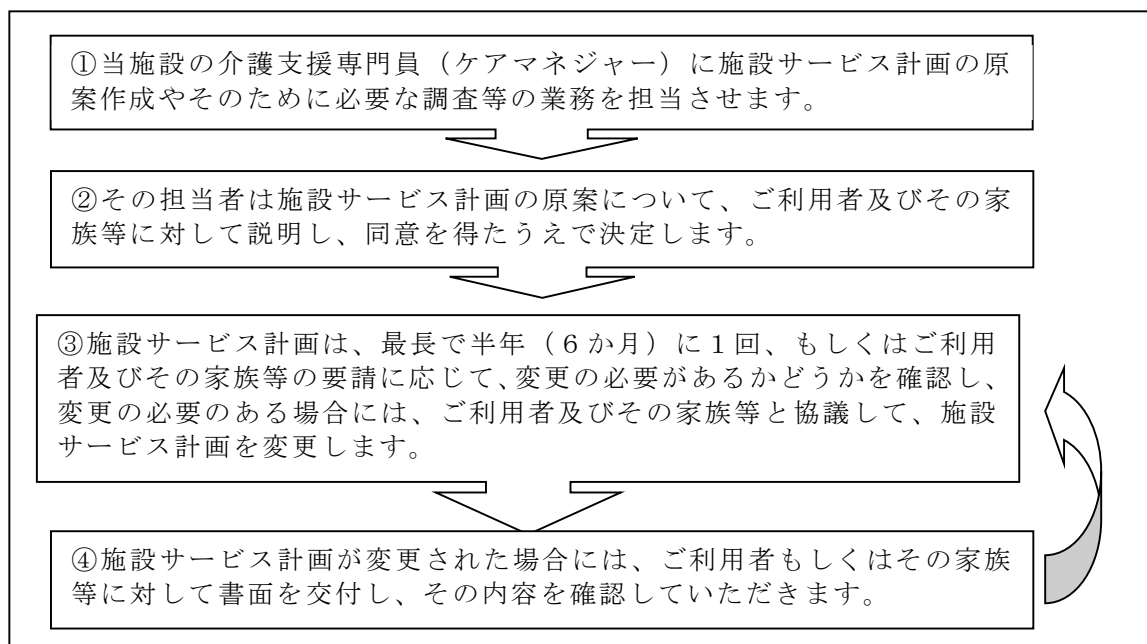 ①当施設の介護支援専門員（ケアマネジャー）に施設サービス計画の原
案作成やそのために必要な調査等の業務を担当させます。
②その担当者は施設サービス計画の原案について、ご利用者及びその家
族等に対して説明し、同意を得たうえで決定します。
③施設サービス計画は、最長で半年（６か月）に１回、もしくはご利用
者及びその家族等の要請に応じて、変更の必要があるかどうかを確認し、
変更の必要のある場合には、ご利用者及びその家族等と協議して、施設
サービス計画を変更します。
④施設サービス計画が変更された場合には、ご利用者もしくはその家族
等に対して書面を交付し、その内容を確認していただきます。